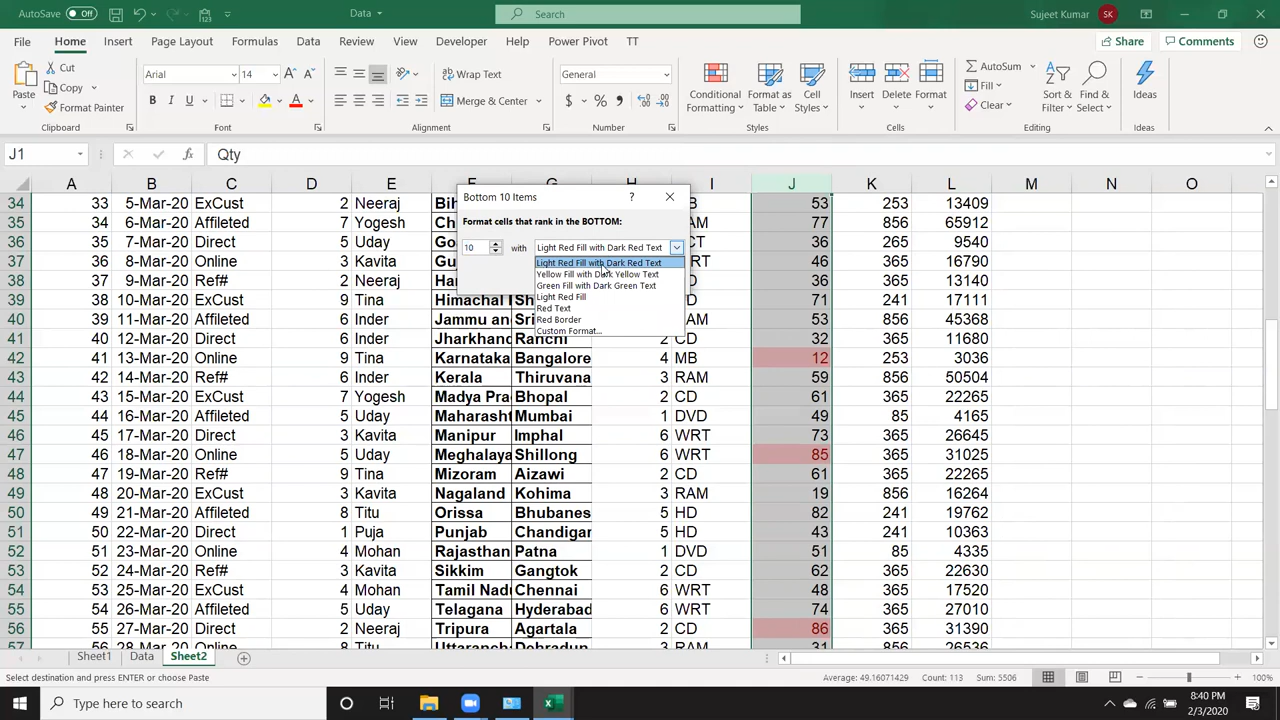 AutoSave Off Data Search Sujeet Kumar SK
File Home Insert Page Layout Formulas Data Review View Developer Help Power Pivot TT Share Comments
Paste Cut Copy Format Painter
Arial 14 B I U A
Wrap Text Merge & Center
General $ %
Conditional Formatting Format as Table Cell Styles
Insert Delete Format
AutoSum Fill Clear Sort & Filter Find & Select Ideas
Clipboard Font Alignment Number Styles Cells Editing Ideas
J1 fx Qty
A B C D E F G H I J K L M N O
Bottom 10 Items ?
Format cells that rank in the BOTTOM:
10 with Light Red Fill with Dark Red Text
Light Red Fill with Dark Red Text
Yellow Fill with Dark Yellow Text
Green Fill with Dark Green Text
Light Red Fill
Red Text
Red Border
Custom Format...
34 33 5-Mar-20 ExCust 2 Neeraj 53 253 13409
35 34 6-Mar-20 Affileted 7 Yogesh 77 856 65912
36 35 7-Mar-20 Direct 5 Uday 36 265 9540
37 36 8-Mar-20 Online 3 Kavita 46 365 16790
38 37 9-Mar-20 Ref# 2 Neeraj 36 365 13140
39 38 10-Mar-20 ExCust 9 Tina Himachal 71 241 17111
40 39 11-Mar-20 Affileted 6 Inder Jammu an 53 856 45368
41 40 12-Mar-20 Direct 6 Inder Jharkhand Ranchi 2 CD 32 365 11680
42 41 13-Mar-20 Online 9 Tina Karnataka Bangalore 4 MB 12 253 3036
43 42 14-Mar-20 Ref# 6 Inder Kerala Thiruvana 3 RAM 59 856 50504
44 43 15-Mar-20 ExCust 7 Yogesh Madya Pra Bhopal 2 CD 61 365 22265
45 44 16-Mar-20 Affileted 5 Uday Maharasht Mumbai 1 DVD 49 85 4165
46 45 17-Mar-20 Direct 3 Kavita Manipur Imphal 6 WRT 73 365 26645
47 46 18-Mar-20 Online 5 Uday Meghalaya Shillong 6 WRT 85 365 31025
48 47 19-Mar-20 Ref# 9 Tina Mizoram Aizawi 2 CD 61 365 22265
49 48 20-Mar-20 ExCust 3 Kavita Nagaland Kohima 3 RAM 19 856 16264
50 49 21-Mar-20 Affileted 8 Titu Orissa Bhubanes 5 HD 82 241 19762
51 50 22-Mar-20 Direct 1 Puja Punjab Chandigar 5 HD 43 241 10363
52 51 23-Mar-20 Online 4 Mohan Rajasthan Patna 1 DVD 51 85 4335
53 52 24-Mar-20 Ref# 3 Kavita Sikkim Gangtok 2 CD 62 365 22630
54 53 25-Mar-20 ExCust 4 Mohan Tamil Nadu Chennai 6 WRT 48 365 17520
55 54 26-Mar-20 Affileted 5 Uday Telagana Hyderabad 6 WRT 74 365 27010
56 55 27-Mar-20 Direct 2 Neeraj Tripura Agartala 2 CD 86 365 31390
57 56 28-Mar-20 Online 8 Titu Dehradun 3 RAM 31 856 26536
Sheet1 Data Sheet2
Select destination and press ENTER or choose Paste Average: 49.16071429 Count: 113 Sum: 5506 100%
Type here to search 8:40 PM
2/3/2020